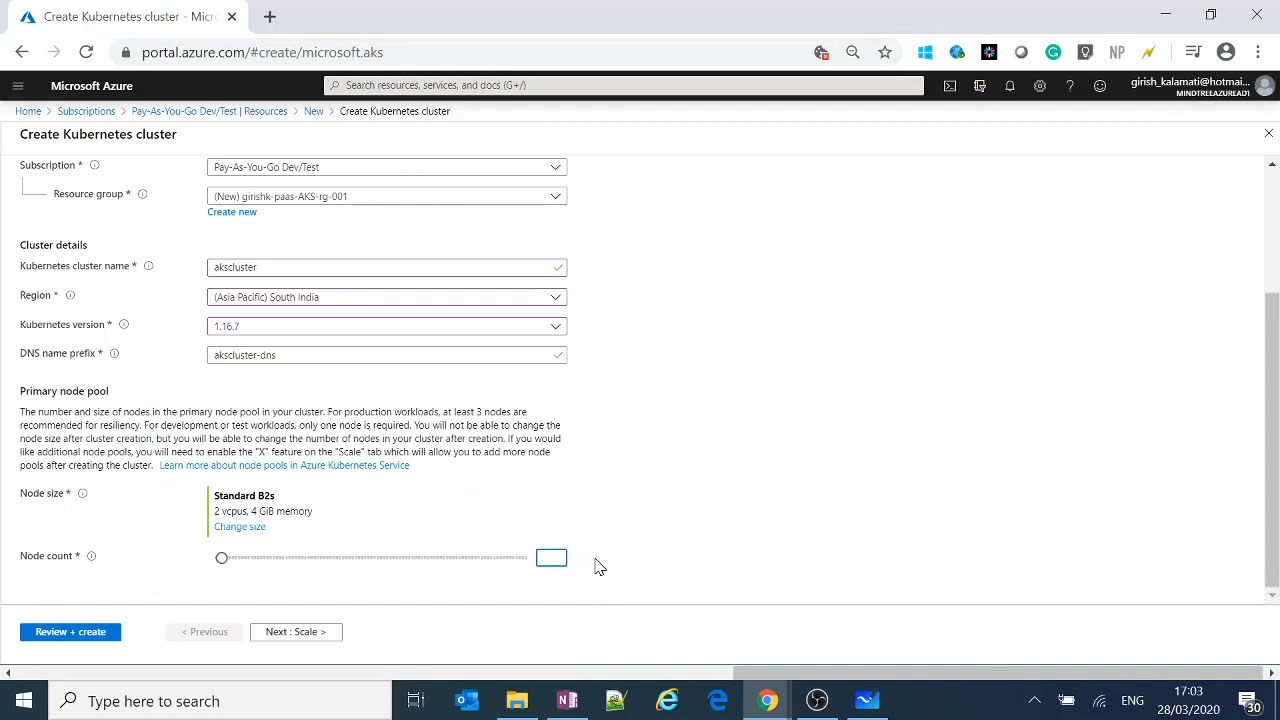 Create Kubernetes cluster - Micr
portal.azure.com/#create/microsoft.aks
Microsoft Azure
Search resources, services, and docs (G+/)
girish_kalamati@hotmai...
MINDTREEAZUREAD1
Home > Subscriptions > Pay-As-You-Go Dev/Test | Resources > New > Create Kubernetes cluster
Create Kubernetes cluster
Subscription *
Pay-As-You-Go Dev/Test
Resource group *
(New) girishk-paas-AKS-rg-001
Create new
Cluster details
Kubernetes cluster name *
akscluster
Region *
(Asia Pacific) South India
Kubernetes version *
1.16.7
DNS name prefix *
akscluster-dns
Primary node pool
The number and size of nodes in the primary node pool in your cluster. For production workloads, at least 3 nodes are
recommended for resiliency. For development or test workloads, only one node is required. You will not be able to change the
node size after cluster creation, but you will be able to change the number of nodes in your cluster after creation. If you would
like additional node pools, you will need to enable the "X" feature on the "Scale" tab which will allow you to add more node
pools after creating the cluster. Learn more about node pools in Azure Kubernetes Service
Node size *
Standard B2s
2 vcpus, 4 GiB memory
Change size
Node count *
Review + create
< Previous
Next : Scale >
Type here to search
ENG
17:03
28/03/2020
30